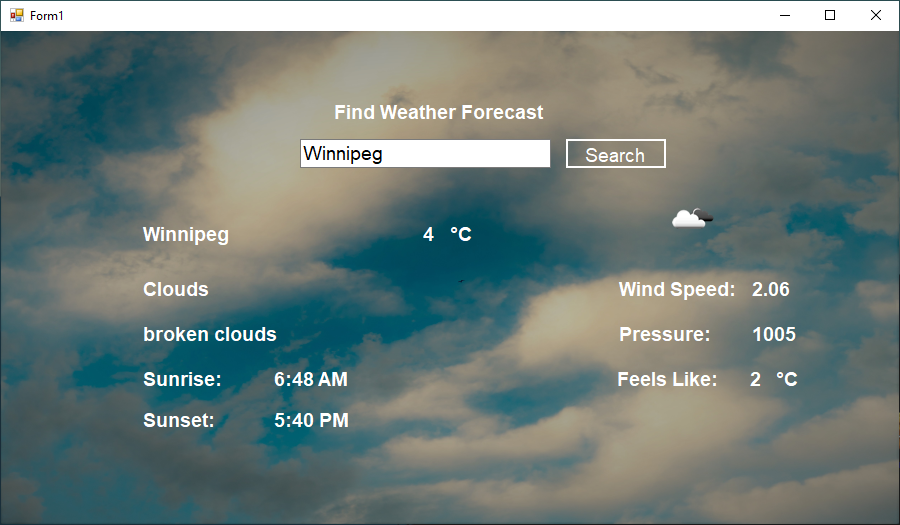 Form1
Find Weather Forecast
Winnipeg Search
Winnipeg 4 °C
Clouds Wind Speed: 2.06
broken clouds Pressure: 1005
Sunrise: 6:48 AM Feels Like: 2 °C
Sunset: 5:40 PM